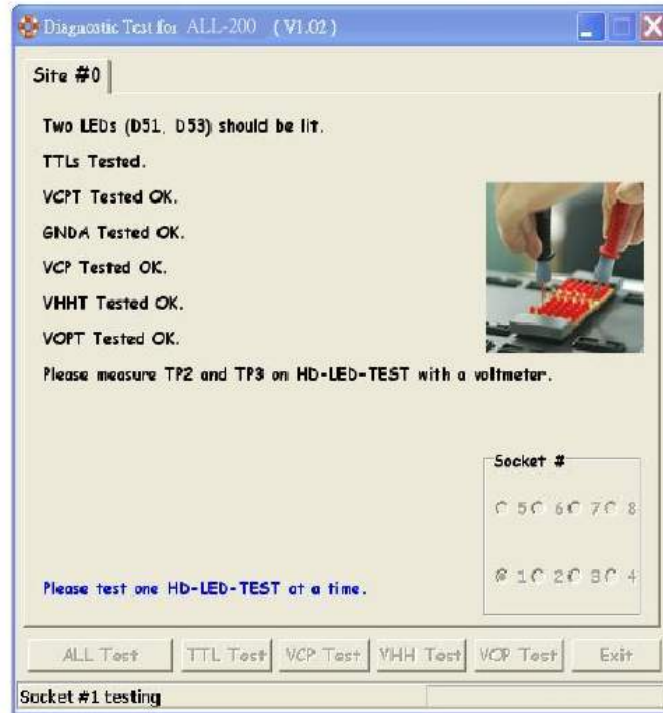 Diagnostic Test for ALL-200 (V1.02)
Site #0
Two LEDs (D51, D53) should be lit.
TTLs Tested.
VCPT Tested OK.
GNDA Tested OK.
VCP Tested OK.
VHHT Tested OK.
VOPT Tested OK.
Please measure TP2 and TP3 on HD-LED-TEST with a voltmeter.
Socket #
5 6 7 8
1 2 3 4
Please test one HD-LED-TEST at a time.
ALL Test TTL Test VCP Test VHH Test VOP Test Exit
Socket #1 testing